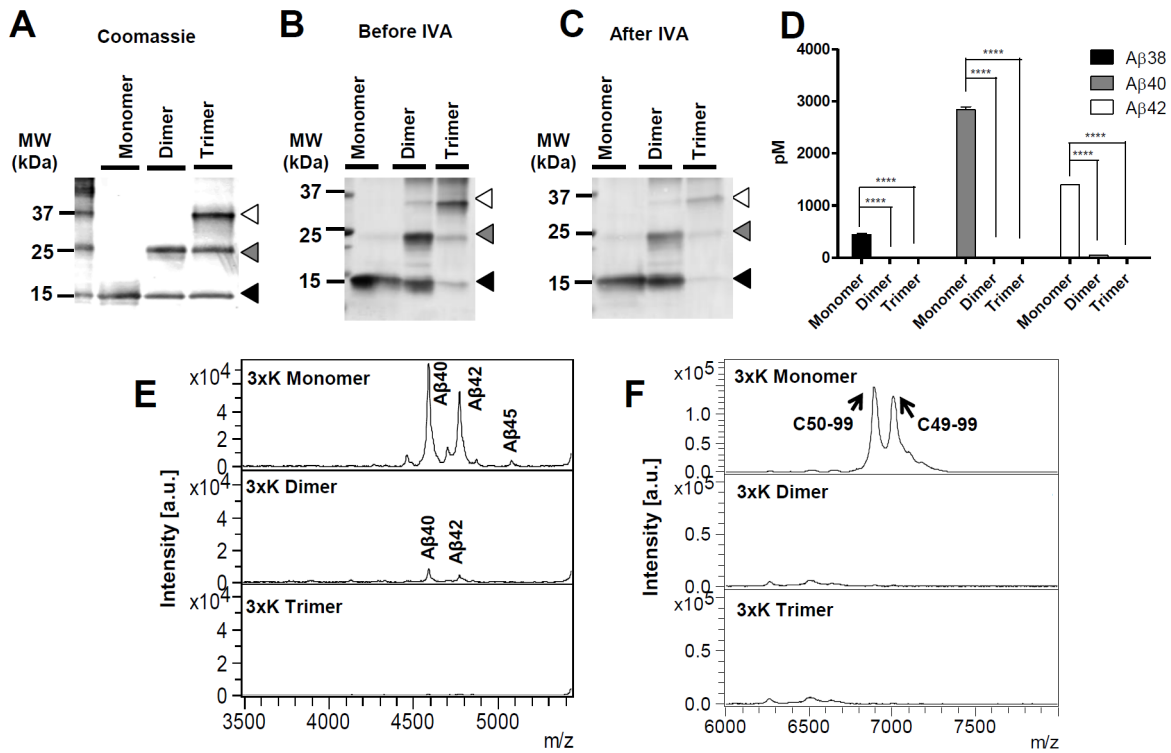 A
Coomassie
MW
(kDa)
Monomer
Dimer
Trimer
37
25
15
B
Before IVA
MW
(kDa)
Monomer
Dimer
Trimer
37
25
15
C
After IVA
MW
(kDa)
Monomer
Dimer
Trimer
37
25
15
D
pM
4000
3000
2000
1000
0
Aβ38
Aβ40
Aβ42
****
****
****
****
****
****
Monomer
Dimer
Trimer
Monomer
Dimer
Trimer
Monomer
Dimer
Trimer
E
Intensity [a.u.]
x10⁴
3xK Monomer
Aβ40
Aβ42
Aβ45
4
2
0
x10⁴
3xK Dimer
Aβ40
Aβ42
4
2
0
x10⁴
3xK Trimer
4
2
0
3500 4000 4500 5000
m/z
F
Intensity [a.u.]
x10⁵
3xK Monomer
C50-99
C49-99
1.0
0.5
0.0
x10⁵
3xK Dimer
0.5
0.0
x10⁵
3xK Trimer
0.5
0.0
6000 6500 7000 7500
m/z